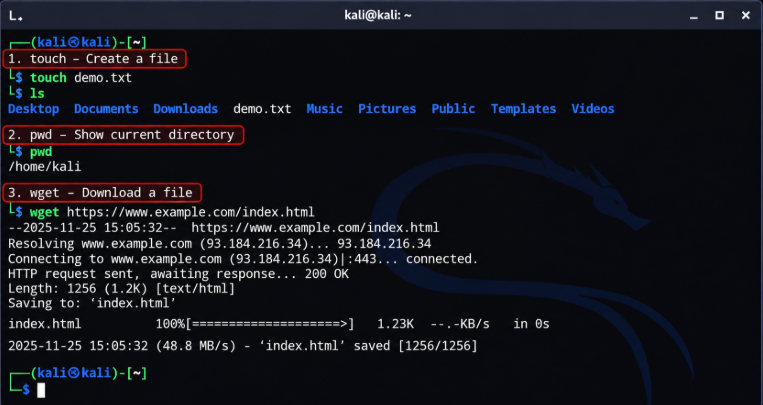 kali@kali: ~
┌──(kali㉿kali)-[~]
1. touch – Create a file
└$ touch demo.txt
└$ ls
Desktop Documents Downloads demo.txt Music Pictures Public Templates Videos
2. pwd – Show current directory
└$ pwd
/home/kali
3. wget – Download a file
└$ wget https://www.example.com/index.html
--2025-11-25 15:05:32-- https://www.example.com/index.html
Resolving www.example.com (93.184.216.34)... 93.184.216.34
Connecting to www.example.com (93.184.216.34)|:443... connected.
HTTP request sent, awaiting response... 200 OK
Length: 1256 (1.2K) [text/html]
Saving to: ‘index.html’
index.html 100%[====================>] 1.23K --.-KB/s in 0s
2025-11-25 15:05:32 (48.8 MB/s) - ‘index.html’ saved [1256/1256]
┌──(kali㉿kali)-[~]
└─$